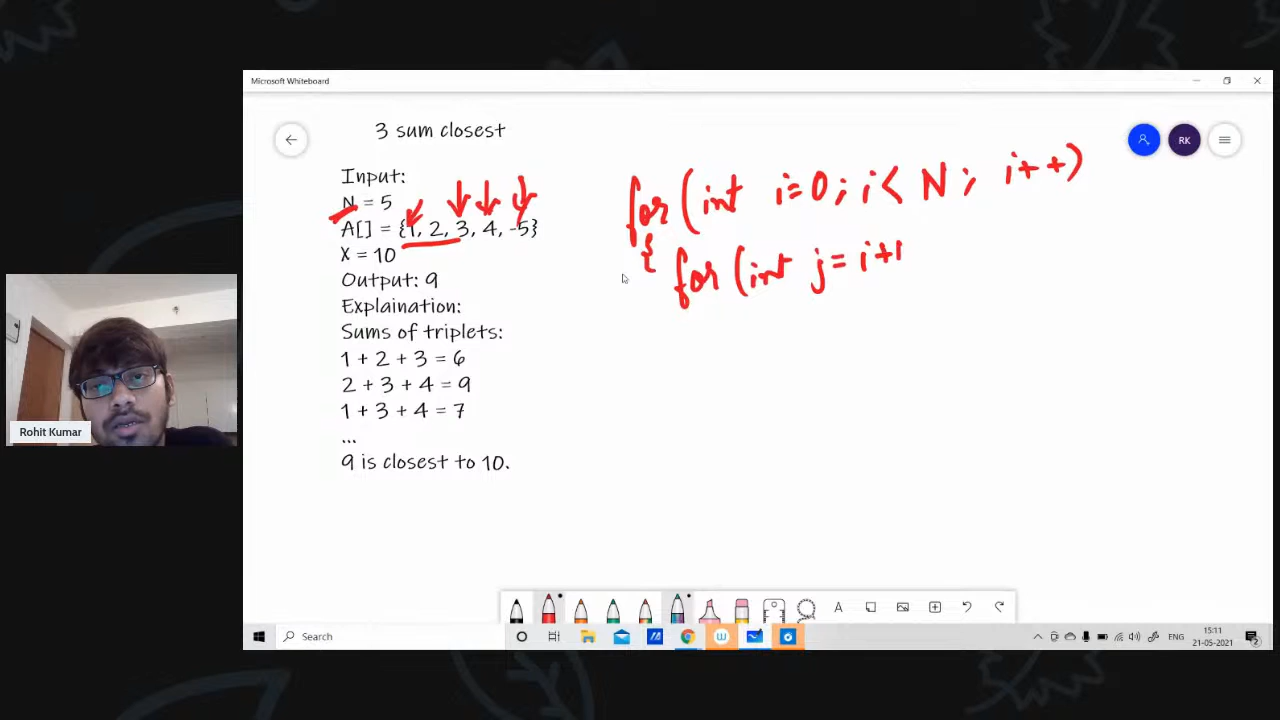 Microsoft Whiteboard
3 sum closest
RK
Input:
N = 5
A[] = {1, 2, 3, 4, -5}
X = 10
Output: 9
Explaination:
Sums of triplets:
1 + 2 + 3 = 6
2 + 3 + 4 = 9
1 + 3 + 4 = 7
...
9 is closest to 10.
for (int i=0; i< N; i++)
{ for (int j= i+1
Rohit Kumar
Search
ENG
15:11
21-05-2021